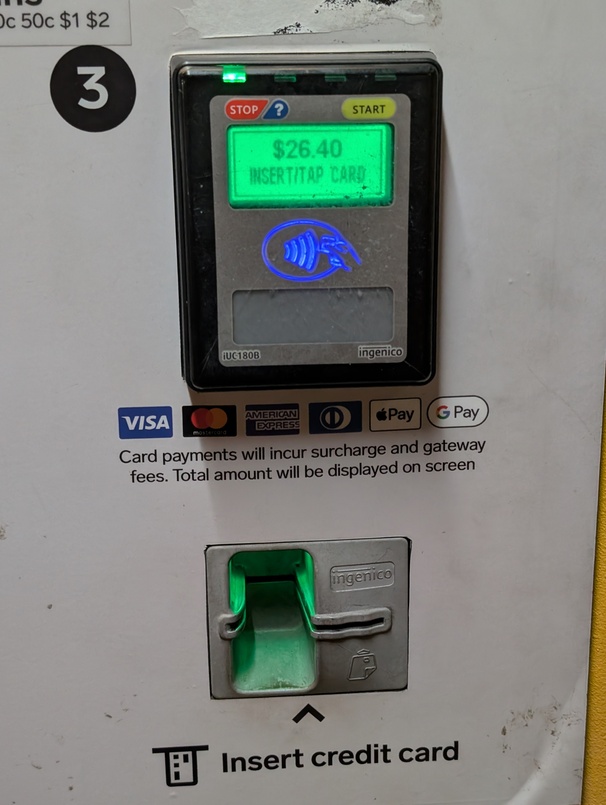 0c 50c $1 $2
3
STOP ? START
$26.40
INSERT/TAP CARD
iUC180B ingenico
VISA mastercard AMERICAN EXPRESS Pay G Pay
Card payments will incur surcharge and gateway
fees. Total amount will be displayed on screen
ingenico
Insert credit card